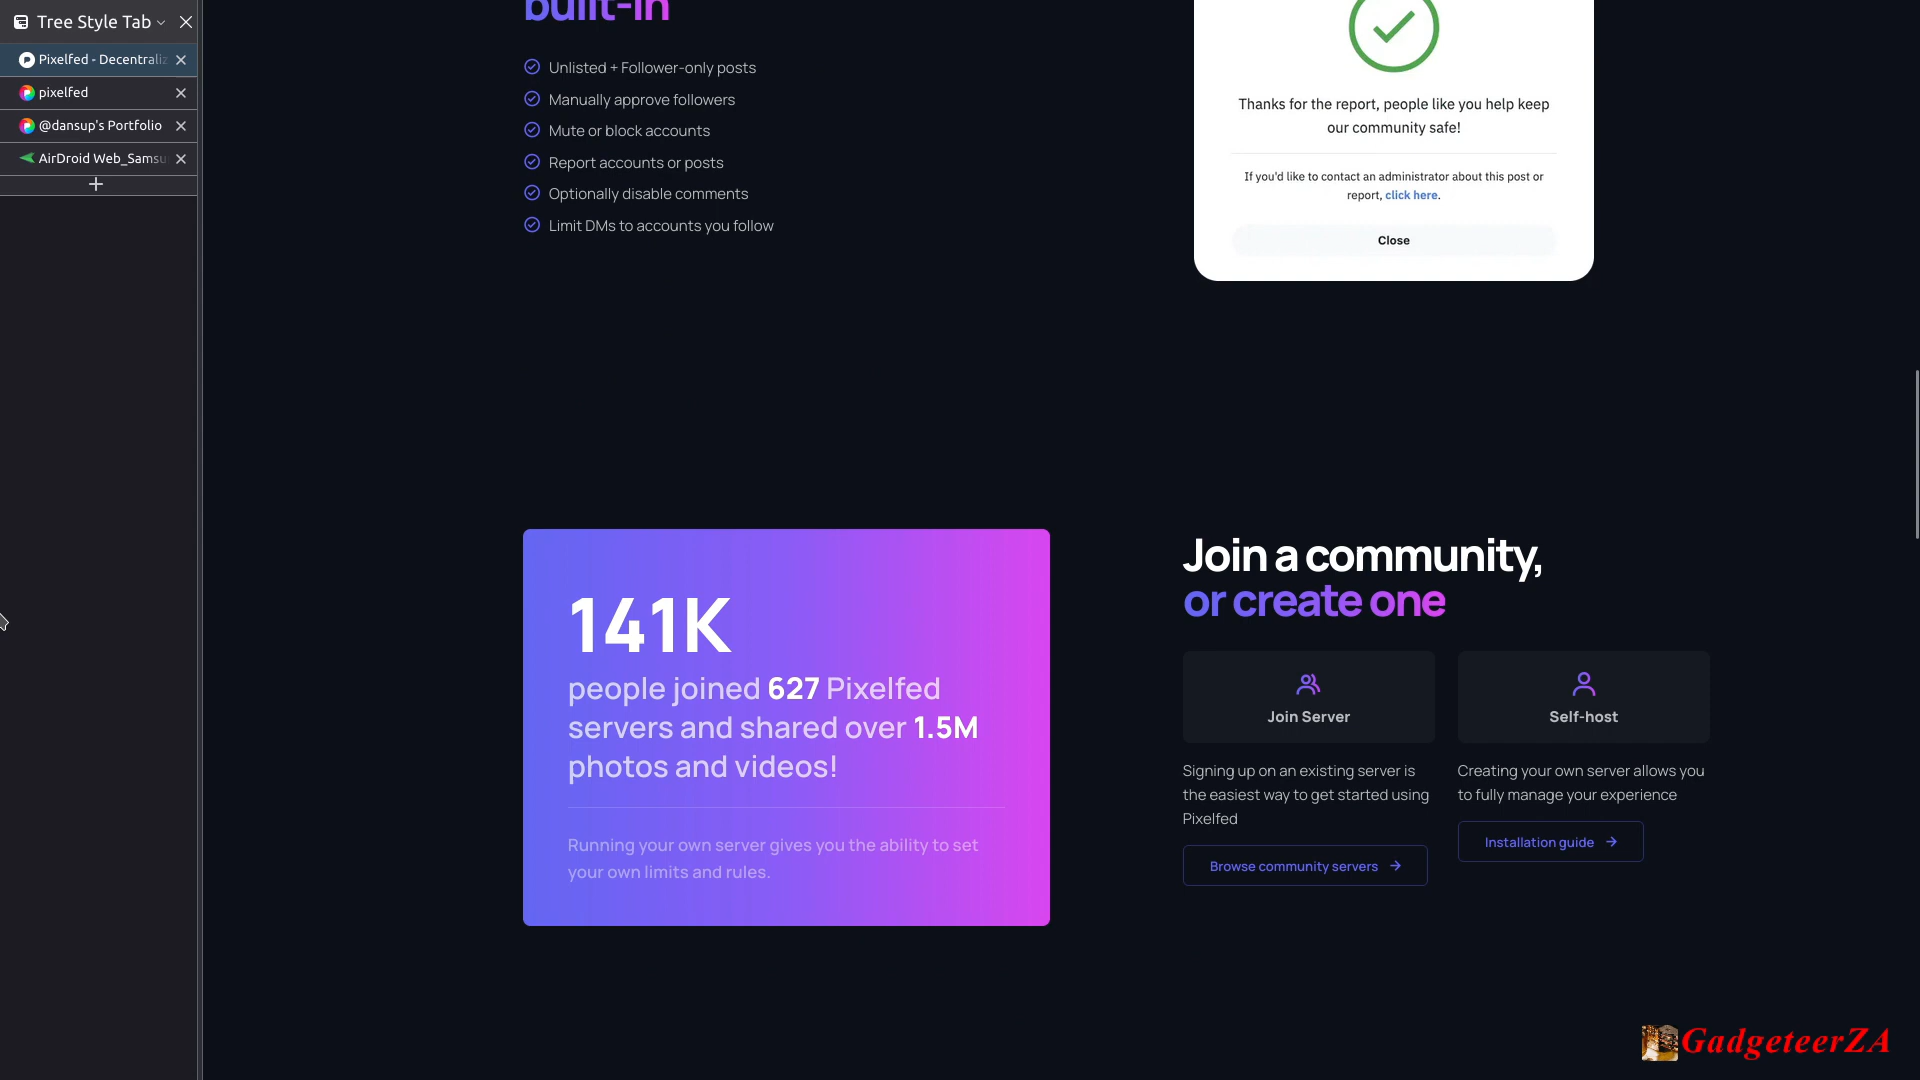 Tree Style Tab
Pixelfed - Decentraliz
pixelfed
@dansup's Portfolio
AirDroid Web_Samsu
built-in
Unlisted + Follower-only posts
Manually approve followers
Mute or block accounts
Report accounts or posts
Optionally disable comments
Limit DMs to accounts you follow
Thanks for the report, people like you help keep
our community safe!
If you'd like to contact an administrator about this post or
report, click here.
Close
141K
people joined 627 Pixelfed
servers and shared over 1.5M
photos and videos!
Running your own server gives you the ability to set
your own limits and rules.
Join a community,
or create one
Join Server
Signing up on an existing server is
the easiest way to get started using
Pixelfed
Browse community servers
Self-host
Creating your own server allows you
to fully manage your experience
Installation guide
GadgeteerZA